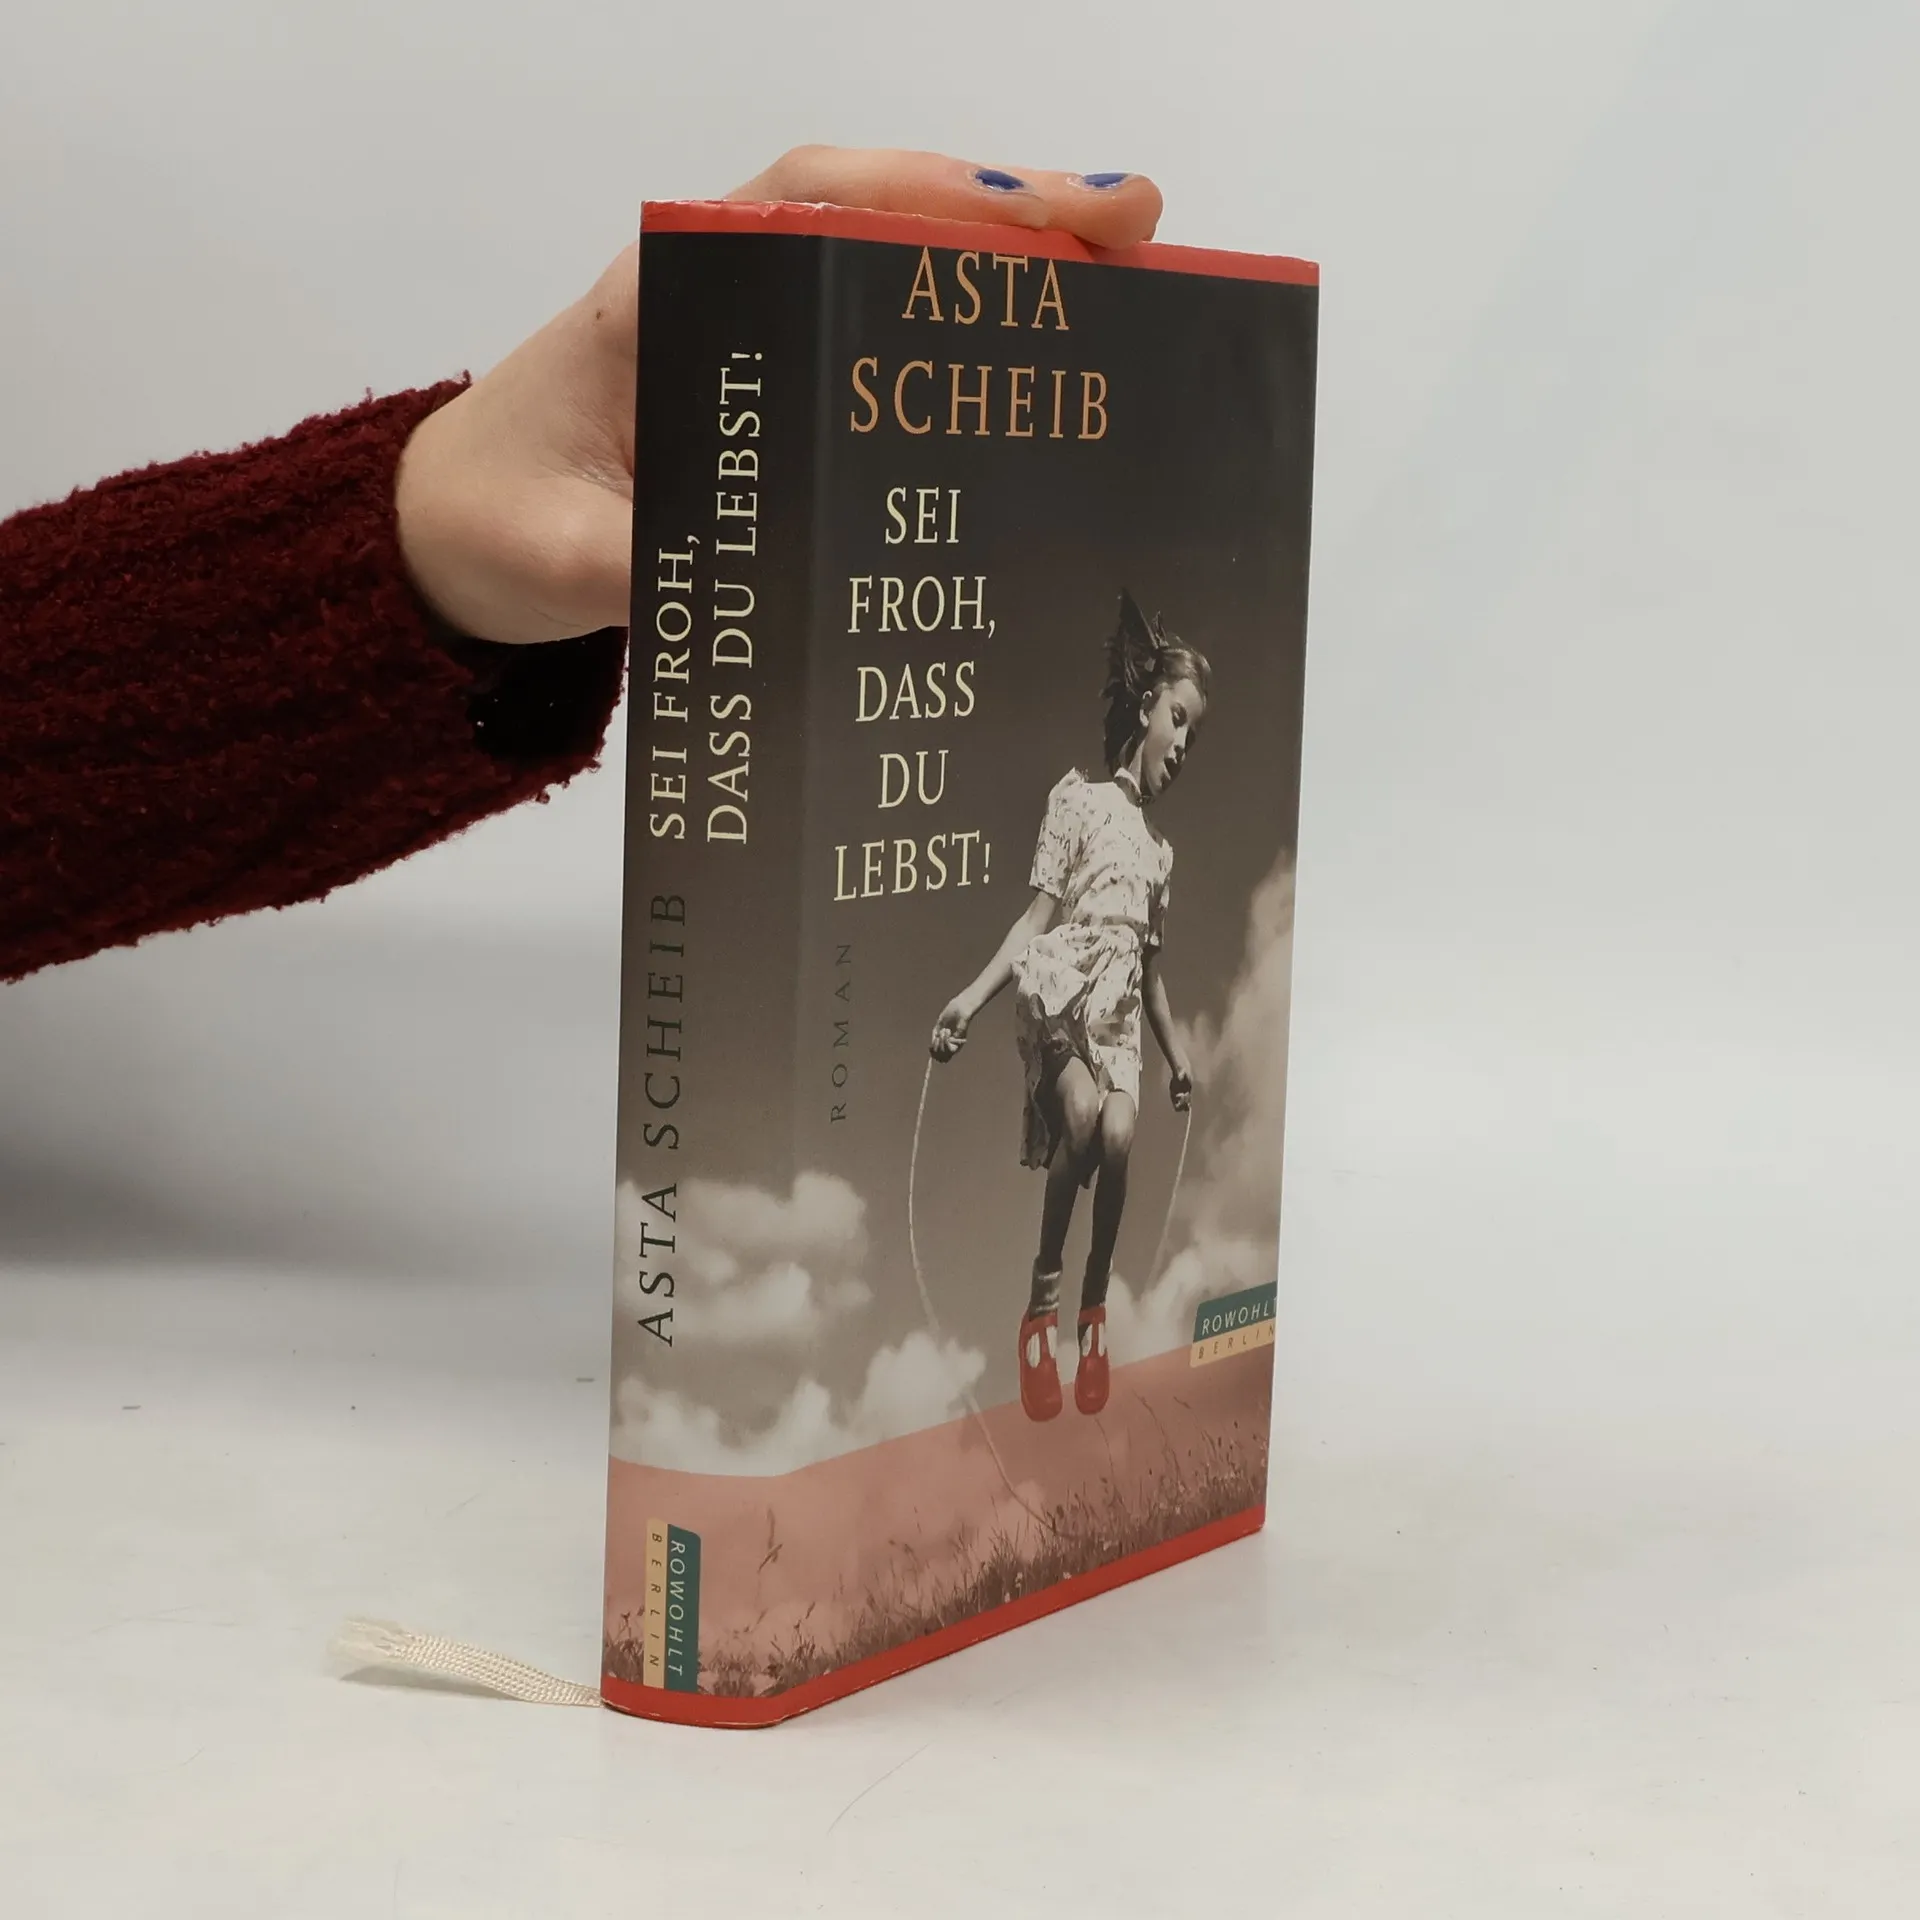 ASTA SCHEIB
SEI FROH,
DASS DU LEBST!
ROWOHLT
BERLIN
ASTA
SCHEIB
SEI
FROH,
DASS
DU
LEBST!
ROMAN
ROWOHLT
BERLIN